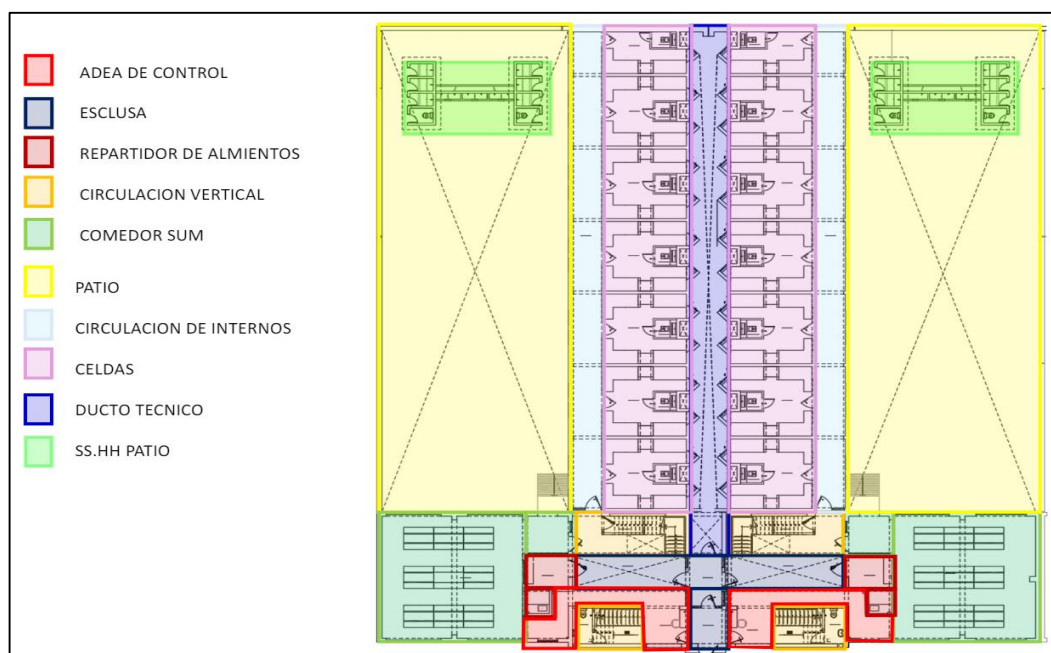 ADEA DE CONTROL
ESCLUSA
REPARTIDOR DE ALMIENTOS
CIRCULACION VERTICAL
COMEDOR SUM
PATIO
CIRCULACION DE INTERNOS
CELDAS
DUCTO TECNICO
SS.HH PATIO